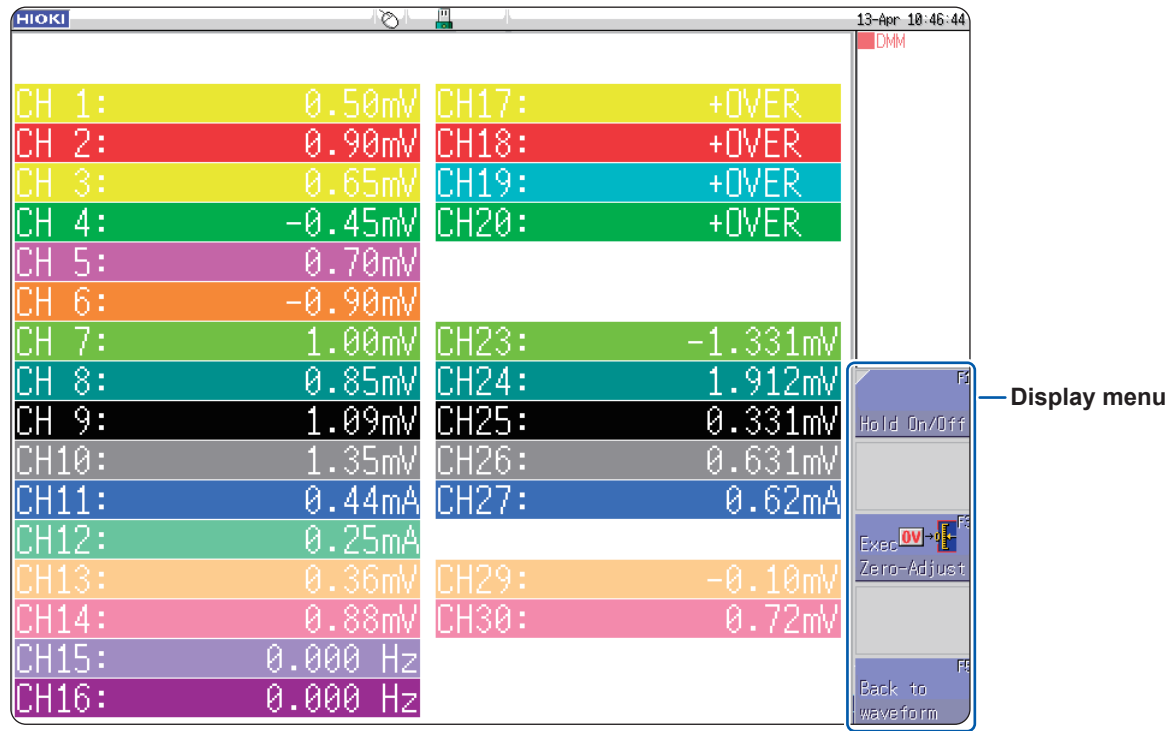 HIOKI
13-Apr 10:46:44
DMM
CH 1: 0.50mV CH17: +OVER
CH 2: 0.90mV CH18: +OVER
CH 3: 0.65mV CH19: +OVER
CH 4: -0.45mV CH20: +OVER
CH 5: 0.70mV
CH 6: -0.90mV
CH 7: 1.00mV CH23: -1.331mV
CH 8: 0.85mV CH24: 1.912mV
CH 9: 1.09mV CH25: 0.331mV
CH10: 1.35mV CH26: 0.631mV
CH11: 0.44mA CH27: 0.62mA
CH12: 0.25mA
CH13: 0.36mV CH29: -0.10mV
CH14: 0.88mV CH30: 0.72mV
CH15: 0.000 Hz
CH16: 0.000 Hz
F1
Hold On/Off
F3
Exec 0V
Zero-Adjust
F5
Back to
waveform
Display menu